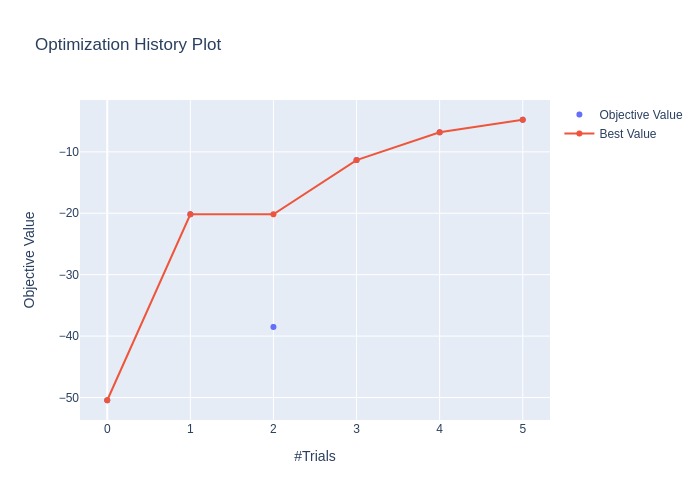 Optimization History Plot
Objective Value
Best Value
−10
−20
−30
−40
−50
Objective Value
0 1 2 3 4 5
#Trials